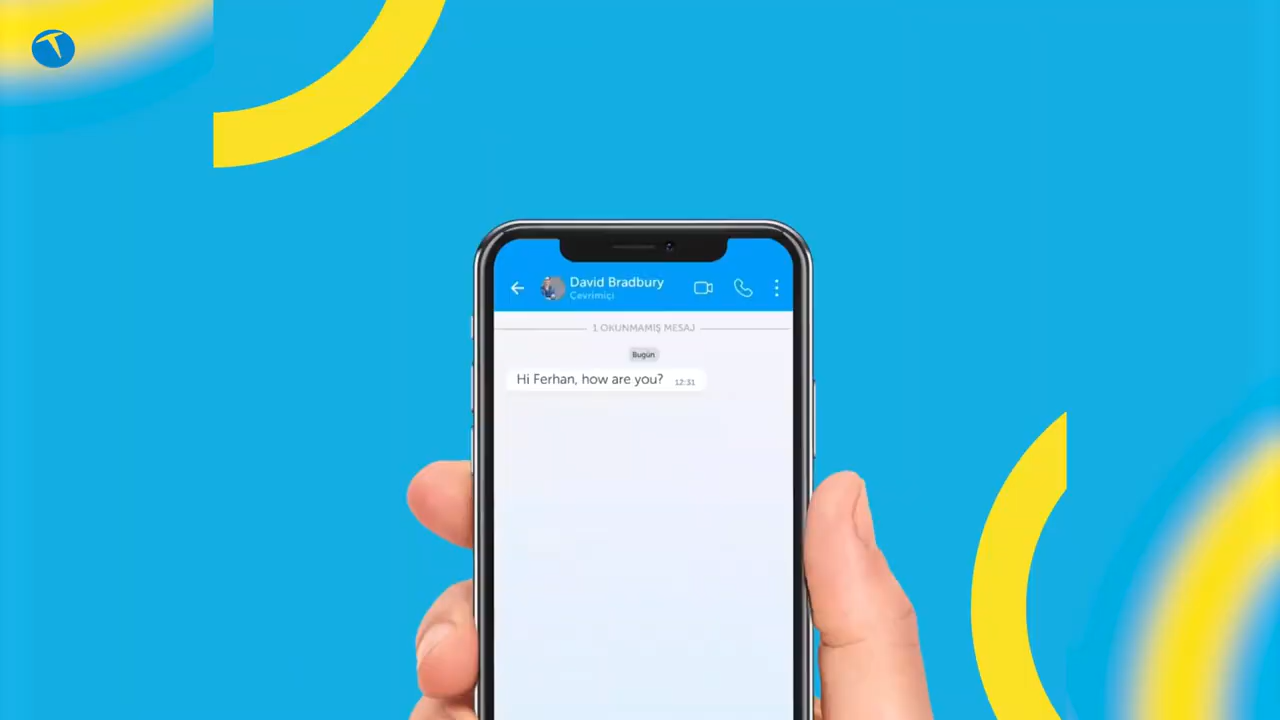 David Bradbury
Çevrimiçi
1 OKUNMAMIŞ MESAJ
Bugün
Hi Ferhan, how are you? 12:31